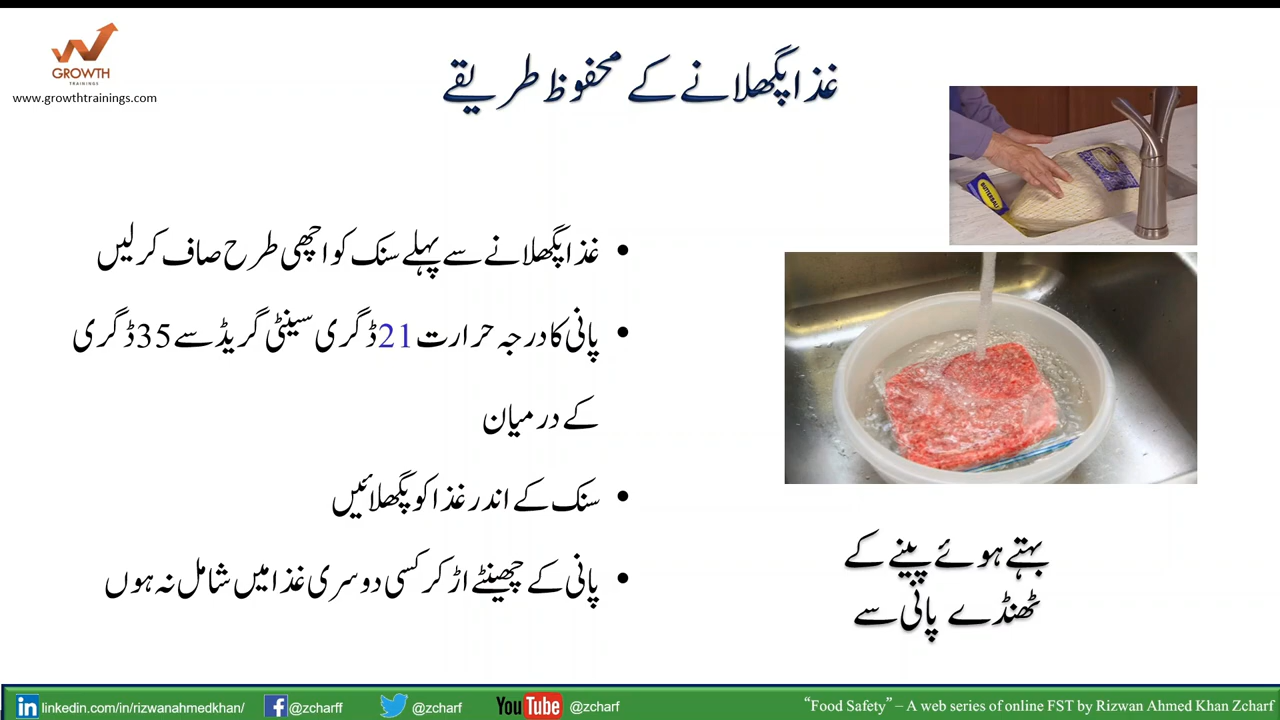 GROWTH
TRAININGS
www.growthtrainings.com
غذا پگھلانے کے محفوظ طریقے
BUTTERBALL
• غذا پگھلانے سے پہلے سنک کو اچھی طرح صاف کر لیں
• پانی کا درجہ حرارت 21 ڈگری سینٹی گریڈ سے 35 ڈگری
کے درمیان
• سنک کے اندر غذا کو پگھلائیں
• پانی کے چھینٹے اڑ کر کسی دوسری غذا میں شامل نہ ہوں
بہتے ہوئے پینے کے
ٹھنڈے پانی سے
linkedin.com/in/rizwanahmedkhan/ @zcharff @zcharf YouTube @zcharf “Food Safety” – A web series of online FST by Rizwan Ahmed Khan Zcharf